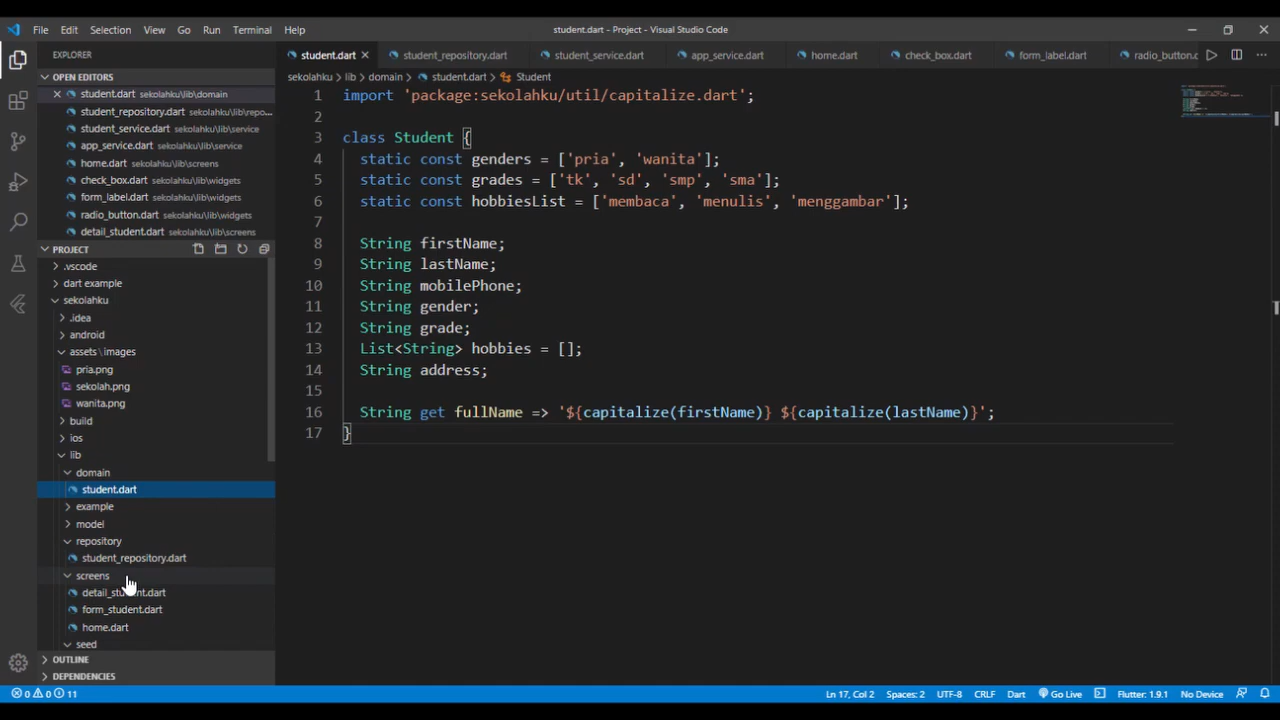 File Edit Selection View Go Run Terminal Help student.dart - Project - Visual Studio Code
EXPLORER
OPEN EDITORS
student.dart sekolahku\lib\domain
student_repository.dart sekolahku\lib\repo...
student_service.dart sekolahku\lib\service
app_service.dart sekolahku\lib\service
home.dart sekolahku\lib\screens
check_box.dart sekolahku\lib\widgets
form_label.dart sekolahku\lib\widgets
radio_button.dart sekolahku\lib\widgets
detail_student.dart sekolahku\lib\screens
PROJECT
.vscode
dart example
sekolahku
.idea
android
assets\images
pria.png
sekolah.png
wanita.png
build
ios
lib
domain
student.dart
example
model
repository
student_repository.dart
screens
detail_student.dart
form_student.dart
home.dart
seed
OUTLINE
DEPENDENCIES
student.dart student_repository.dart student_service.dart app_service.dart home.dart check_box.dart form_label.dart radio_button.c
sekolahku > lib > domain > student.dart > Student
1 import 'package:sekolahku/util/capitalize.dart';
2
3 class Student {
4 static const genders = ['pria', 'wanita'];
5 static const grades = ['tk', 'sd', 'smp', 'sma'];
6 static const hobbiesList = ['membaca', 'menulis', 'menggambar'];
7
8 String firstName;
9 String lastName;
10 String mobilePhone;
11 String gender;
12 String grade;
13 List<String> hobbies = [];
14 String address;
15
16 String get fullName => '${capitalize(firstName)} ${capitalize(lastName)}';
17 }
0 0 11 Ln 17, Col 2 Spaces: 2 UTF-8 CRLF Dart Go Live Flutter: 1.9.1 No Device